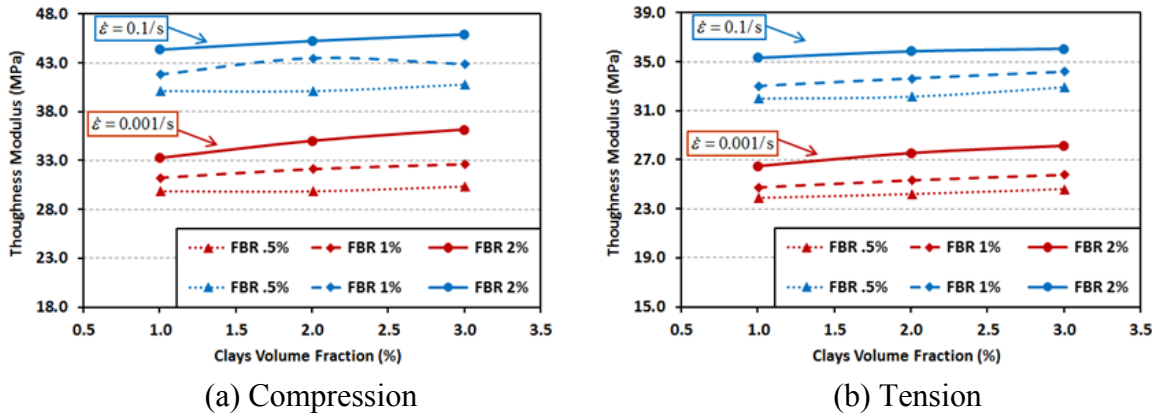 Thoughness Modulus (MPa)
48.0
43.0
38.0
33.0
28.0
23.0
18.0
ε̇ = 0.1/s
ε̇ = 0.001/s
FBR .5% FBR 1% FBR 2%
FBR .5% FBR 1% FBR 2%
0.5 1.0 1.5 2.0 2.5 3.0 3.5
Clays Volume Fraction (%)
(a) Compression
Thoughness Modulus (MPa)
39.0
35.0
31.0
27.0
23.0
19.0
15.0
ε̇ = 0.1/s
ε̇ = 0.001/s
FBR .5% FBR 1% FBR 2%
FBR .5% FBR 1% FBR 2%
0.5 1.0 1.5 2.0 2.5 3.0 3.5
Clays Volume Fraction (%)
(b) Tension